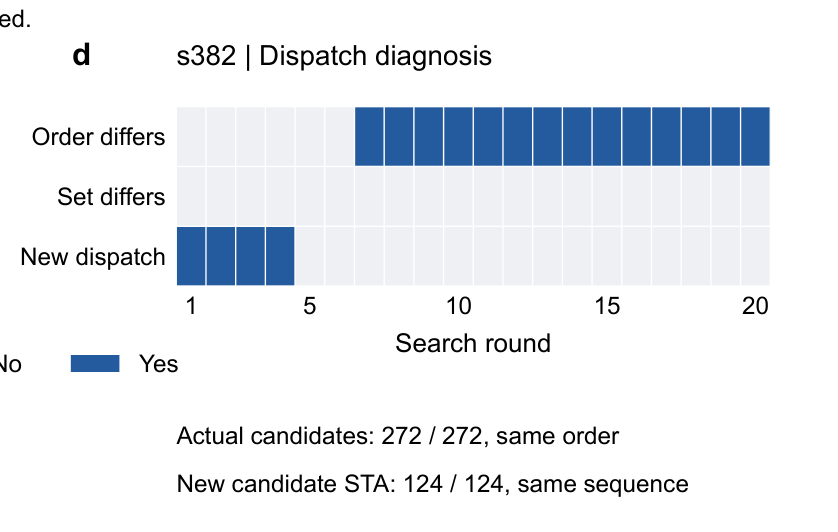 ed.
d s382 | Dispatch diagnosis
Order differs
Set differs
New dispatch
1 5 10 15 20
Search round
No Yes
Actual candidates: 272 / 272, same order
New candidate STA: 124 / 124, same sequence